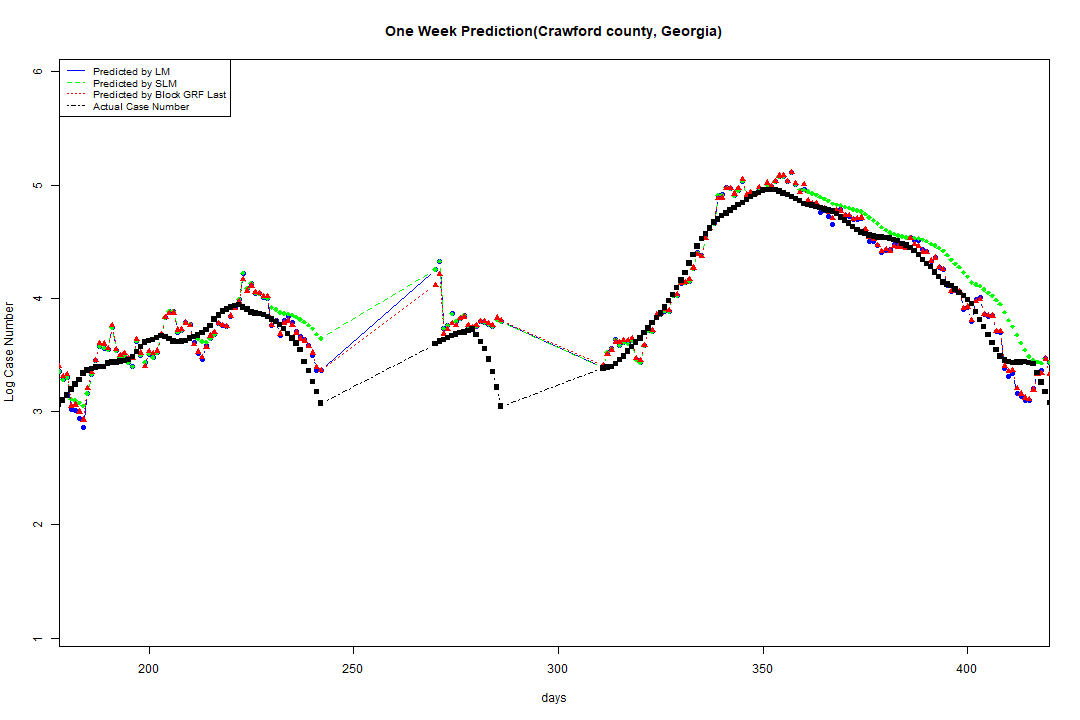 One Week Prediction(Crawford county, Georgia)
Predicted by LM
Predicted by SLM
Predicted by Block GRF Last
Actual Case Number
6
5
4
3
2
1
Log Case Number
200 250 300 350 400
days